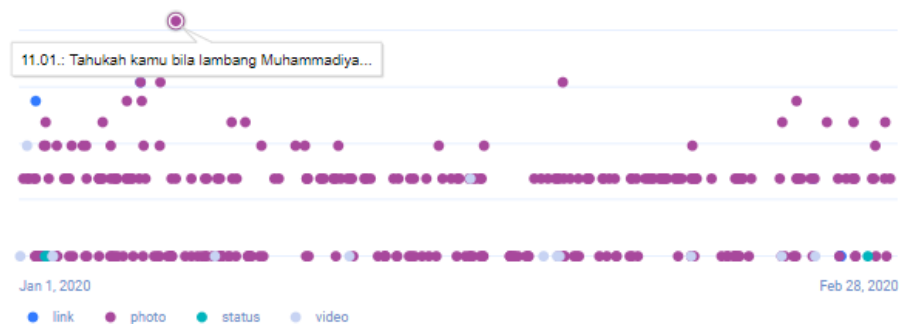 11.01.: Tahukah kamu bila lambang Muhammadiya...
Jan 1, 2020
Feb 28, 2020
link photo status video